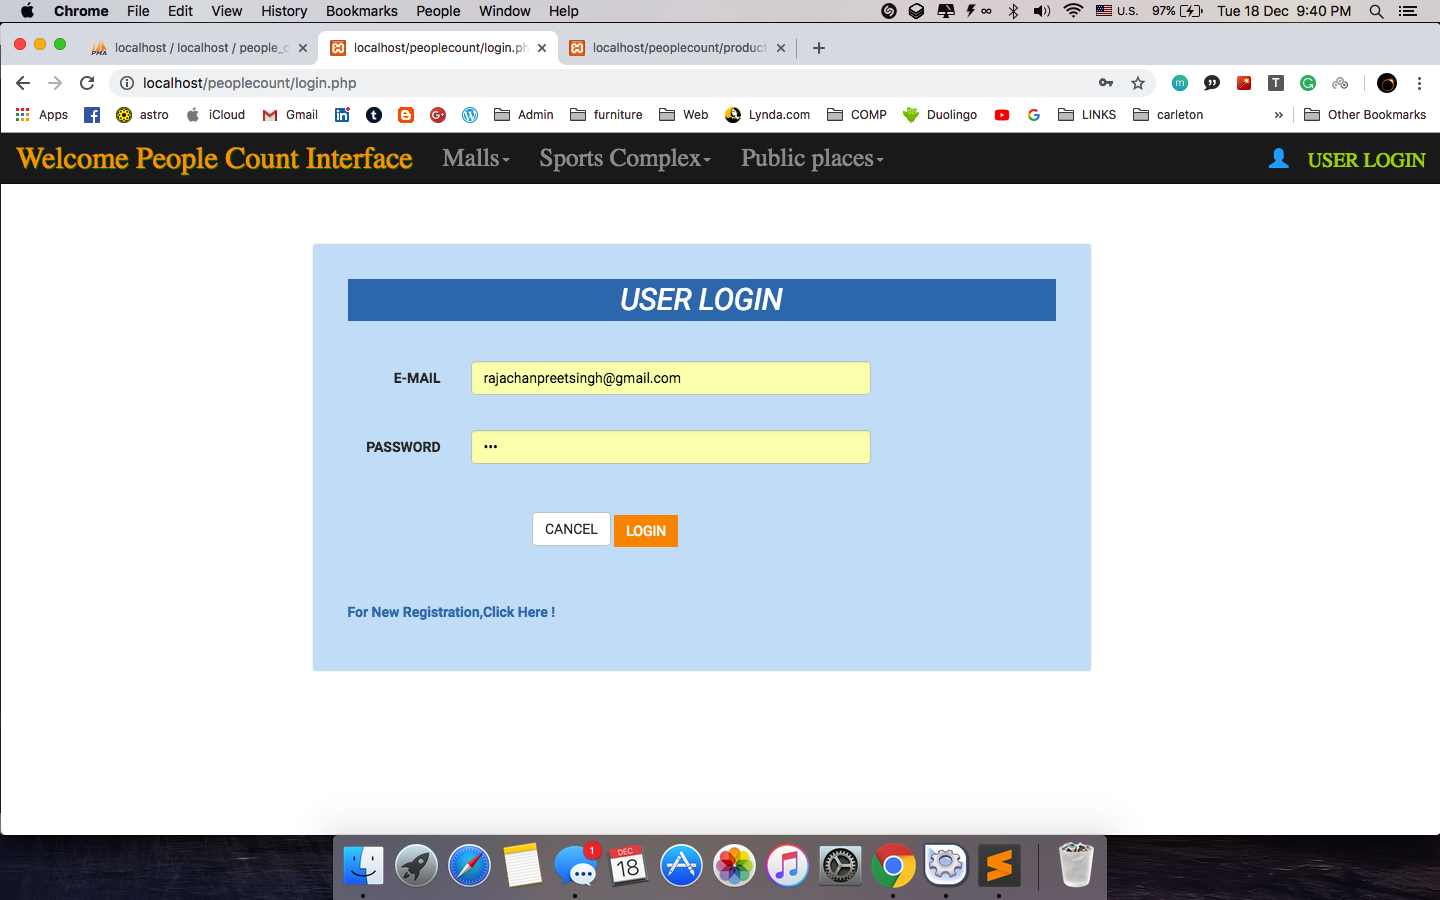 Chrome File Edit View History Bookmarks People Window Help U.S. 97% Tue 18 Dec 9:40 PM
localhost / localhost / people_c localhost/peoplecount/login.ph localhost/peoplecount/product
localhost/peoplecount/login.php
Apps astro iCloud Gmail Admin furniture Web Lynda.com COMP Duolingo LINKS carleton » Other Bookmarks
Welcome People Count Interface Malls Sports Complex Public places USER LOGIN
USER LOGIN
E-MAIL rajachanpreetsingh@gmail.com
PASSWORD •••
CANCEL LOGIN
For New Registration,Click Here !
1
DEC
18